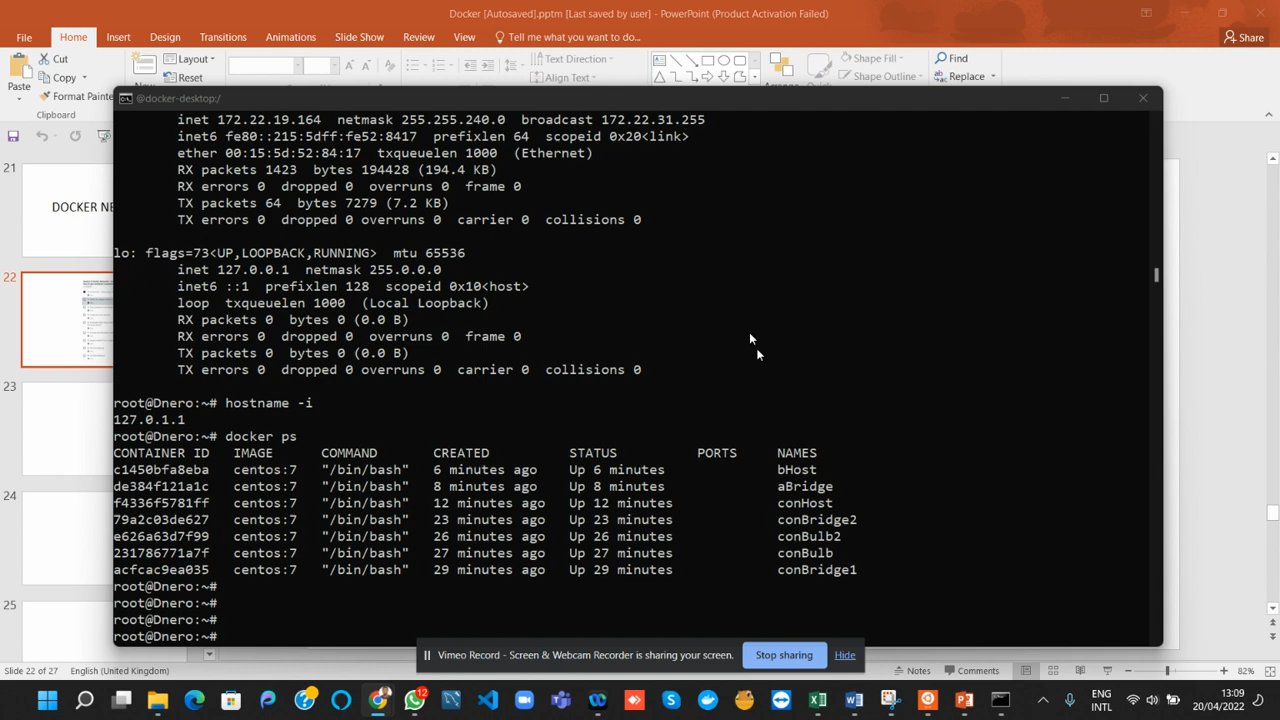 Docker [Autosaved].pptm [Last saved by user] - PowerPoint (Product Activation Failed)
File Home Insert Design Transitions Animations Slide Show Review View Tell me what you want to do... Share
Cut Layout Text Direction Shape Fill Find
Paste Copy Reset Align Text Shape Outline Replace
Format Painte
Clipboard
@docker-desktop:/
inet 172.22.19.164 netmask 255.255.240.0 broadcast 172.22.31.255
inet6 fe80::215:5dff:fe52:8417 prefixlen 64 scopeid 0x20<link>
ether 00:15:5d:52:84:17 txqueuelen 1000 (Ethernet)
RX packets 1423 bytes 194428 (194.4 KB)
RX errors 0 dropped 0 overruns 0 frame 0
TX packets 64 bytes 7279 (7.2 KB)
TX errors 0 dropped 0 overruns 0 carrier 0 collisions 0
lo: flags=73<UP,LOOPBACK,RUNNING> mtu 65536
inet 127.0.0.1 netmask 255.0.0.0
inet6 ::1 prefixlen 128 scopeid 0x10<host>
loop txqueuelen 1000 (Local Loopback)
RX packets 0 bytes 0 (0.0 B)
RX errors 0 dropped 0 overruns 0 frame 0
TX packets 0 bytes 0 (0.0 B)
TX errors 0 dropped 0 overruns 0 carrier 0 collisions 0
root@Dnero:~# hostname -i
127.0.1.1
root@Dnero:~# docker ps
CONTAINER ID IMAGE COMMAND CREATED STATUS PORTS NAMES
c1450bfa8eba centos:7 "/bin/bash" 6 minutes ago Up 6 minutes bHost
de384f121a1c centos:7 "/bin/bash" 8 minutes ago Up 8 minutes aBridge
f4336f5781ff centos:7 "/bin/bash" 12 minutes ago Up 12 minutes conHost
79a2c03de627 centos:7 "/bin/bash" 23 minutes ago Up 23 minutes conBridge2
e626a63d7f99 centos:7 "/bin/bash" 26 minutes ago Up 26 minutes conBulb2
231786771a7f centos:7 "/bin/bash" 27 minutes ago Up 27 minutes conBulb
acfcac9ea035 centos:7 "/bin/bash" 29 minutes ago Up 29 minutes conBridge1
root@Dnero:~#
root@Dnero:~#
root@Dnero:~#
root@Dnero:~#
21
DOCKER NE
22
23
24
25
Vimeo Record - Screen & Webcam Recorder is sharing your screen. Stop sharing Hide
Slide 22 of 27 English (United Kingdom) Notes Comments 82%
12
ENG
INTL
13:09
20/04/2022